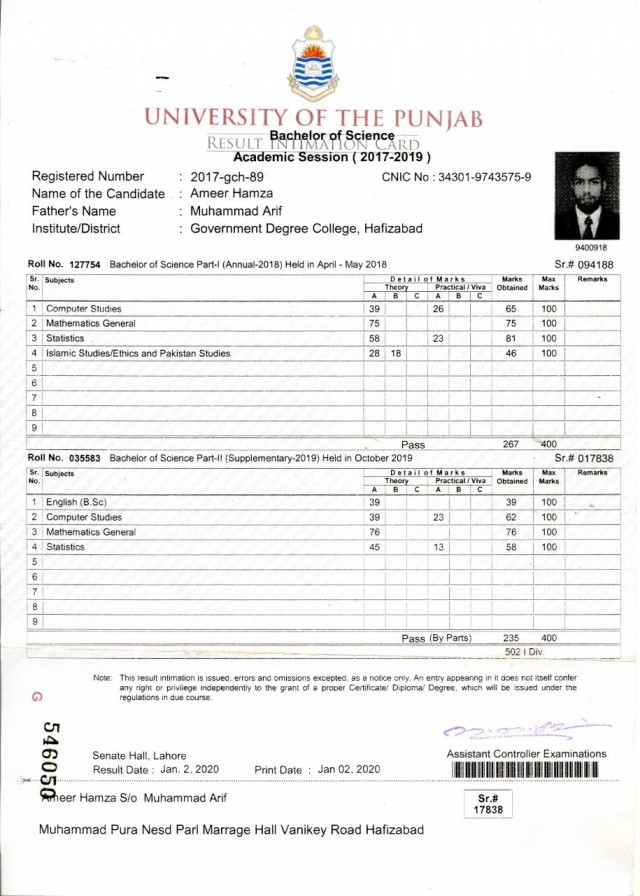 UNIVERSITY OF THE PUNJAB
RESULT INTIMATION CARD
Bachelor of Science
Academic Session ( 2017-2019 )
Registered Number : 2017-gch-89 CNIC No : 34301-9743575-9
Name of the Candidate : Ameer Hamza
Father's Name : Muhammad Arif
Institute/District : Government Degree College, Hafizabad
9400918
Roll No. 127754 Bachelor of Science Part-I (Annual-2018) Held in April - May 2018 Sr.# 094188
Sr. No. Subjects Detail of Marks Marks Obtained Max Marks Remarks
Theory Practical / Viva
A B C A B C
1 Computer Studies 39 26 65 100
2 Mathematics General 75 75 100
3 Statistics 58 23 81 100
4 Islamic Studies/Ethics and Pakistan Studies 28 18 46 100
5
6
7
8
9
Pass 267 400
Roll No. 035583 Bachelor of Science Part-II (Supplementary-2019) Held in October 2019 Sr.# 017838
Sr. No. Subjects Detail of Marks Marks Obtained Max Marks Remarks
Theory Practical / Viva
A B C A B C
1 English (B.Sc) 39 39 100
2 Computer Studies 39 23 62 100
3 Mathematics General 76 76 100
4 Statistics 45 13 58 100
5
6
7
8
9
Pass (By Parts) 235 400
502 I Div.
Note: This result intimation is issued, errors and omissions excepted, as a notice only. An entry appearing in it does not itself confer
any right or privilege independently to the grant of a proper Certificate/ Diploma/ Degree, which will be issued under the
regulations in due course.
G
546050
Senate Hall, Lahore Assistant Controller Examinations
Result Date : Jan. 2, 2020 Print Date : Jan 02, 2020
Ameer Hamza S/o Muhammad Arif
Sr.#
17838
Muhammad Pura Nesd Parl Marrage Hall Vanikey Road Hafizabad